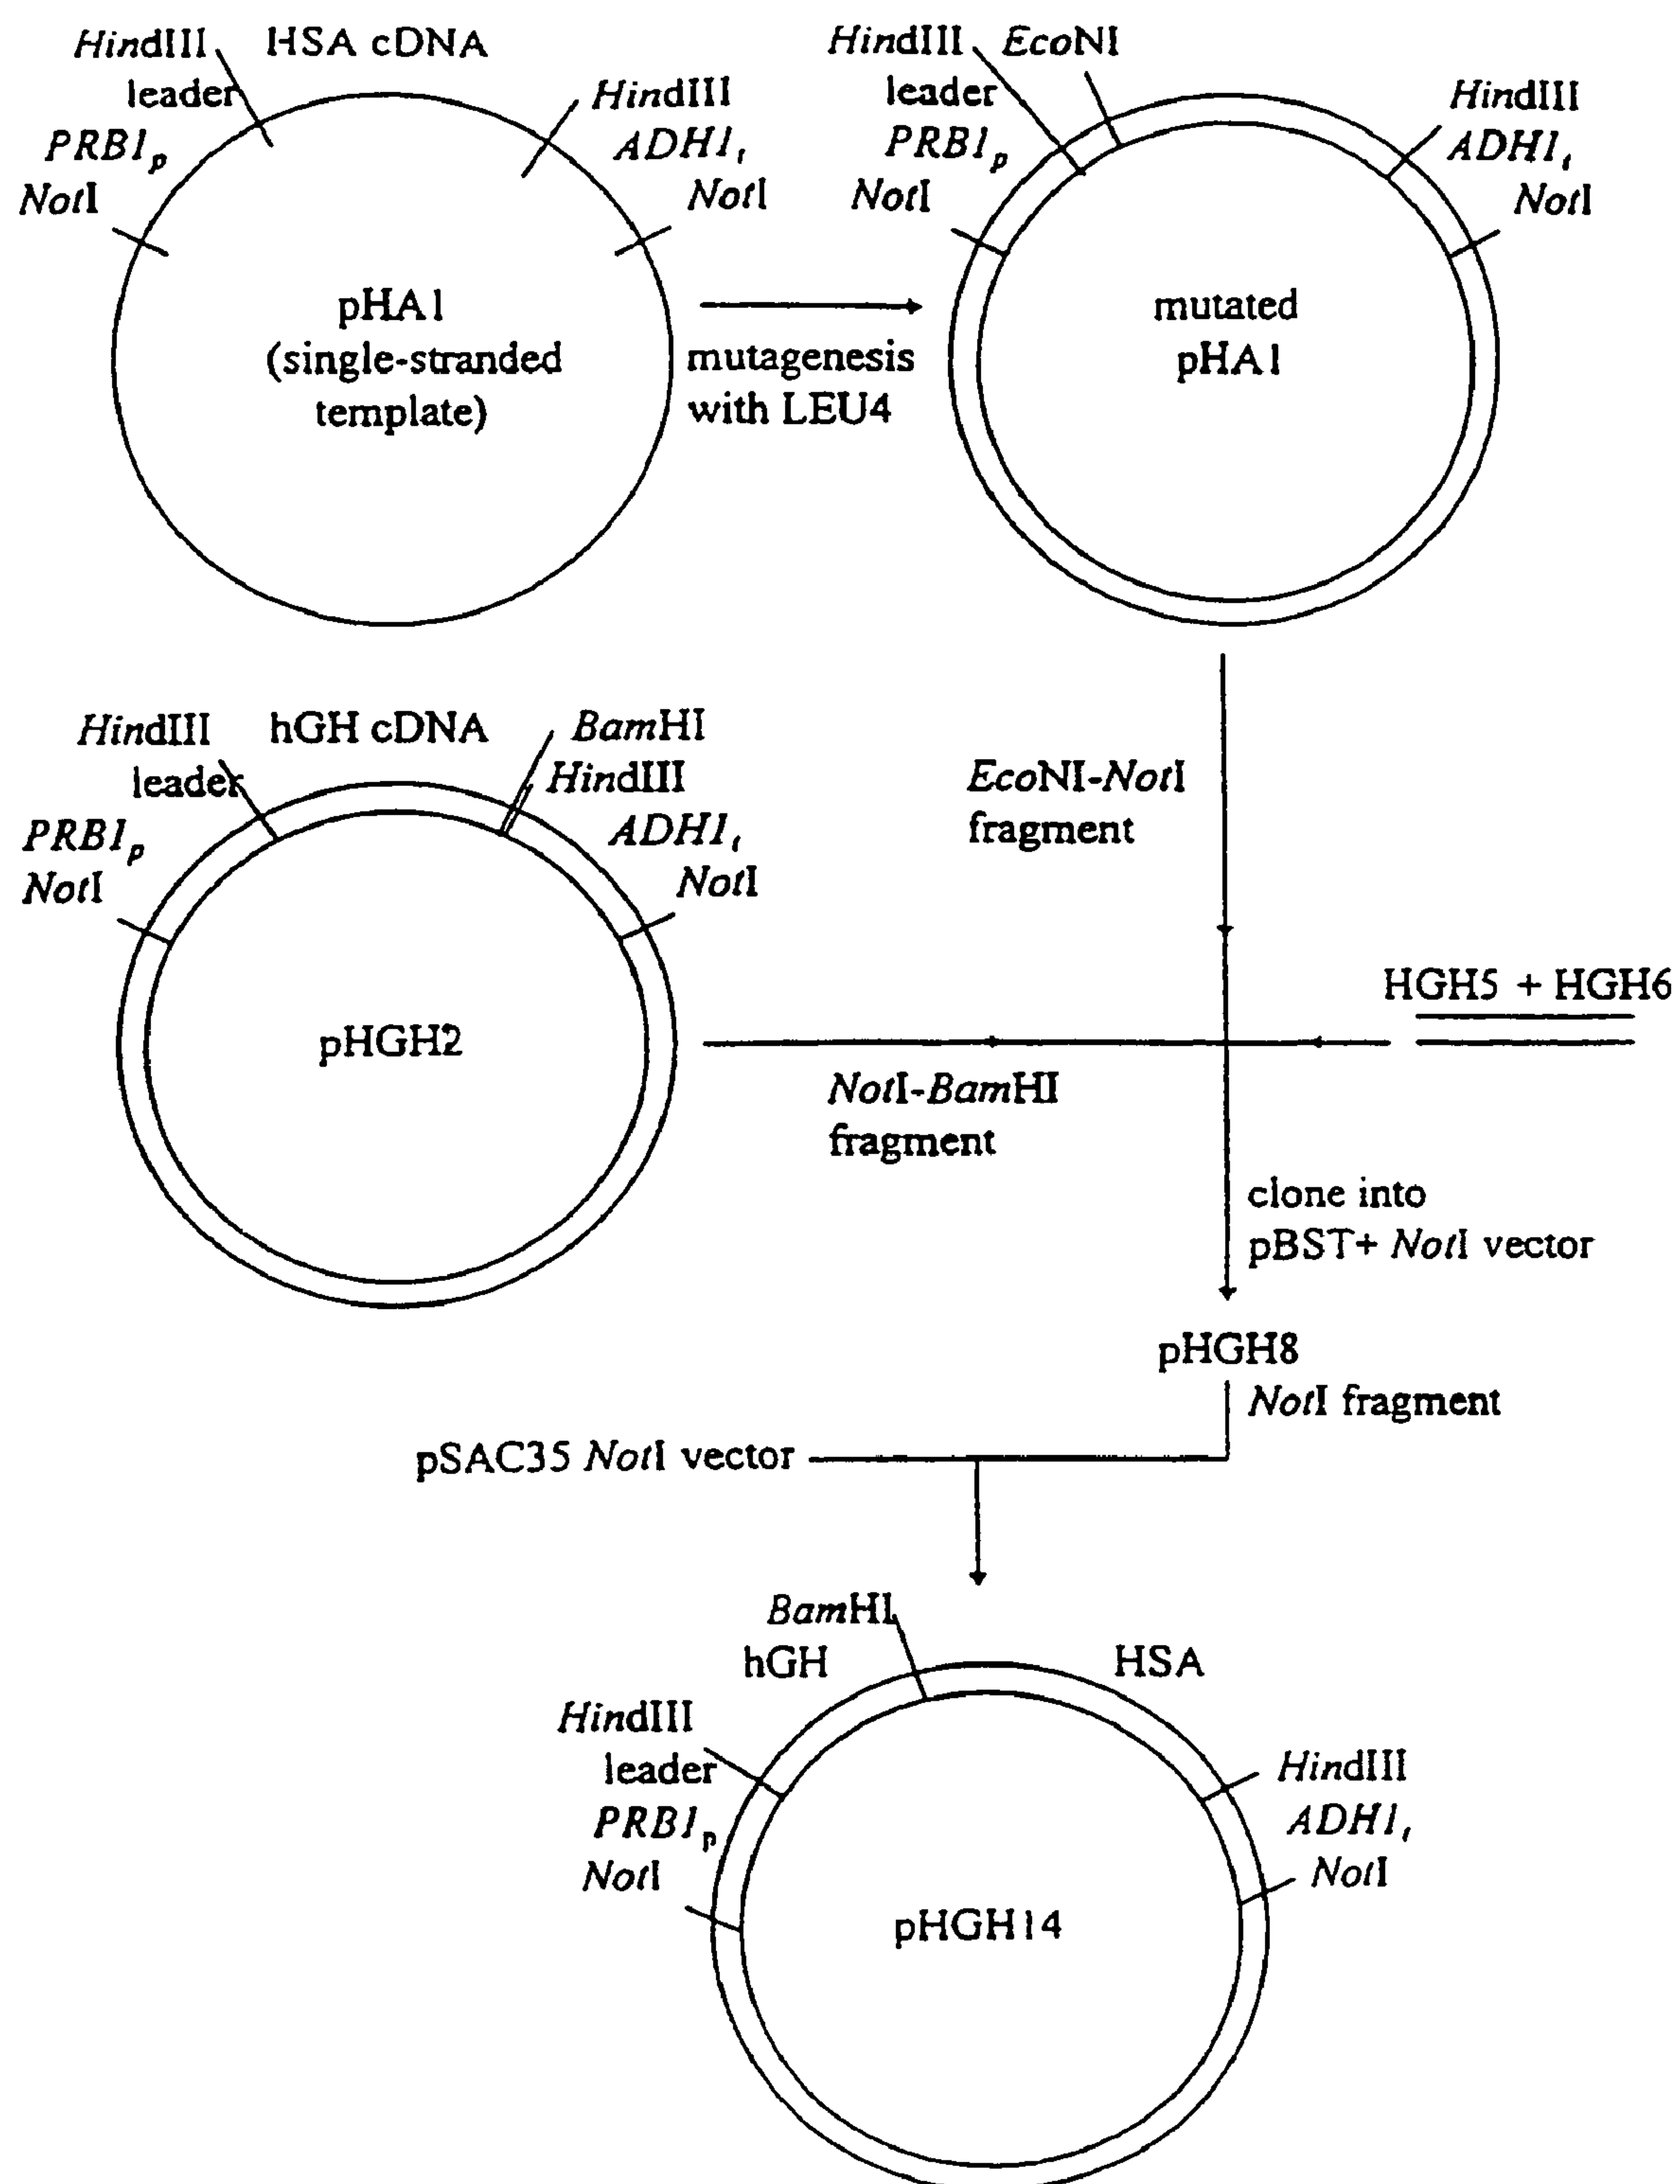 HindIII HSA cDNA
leader
PRB1p
NotI
HindIII
ADH1t
NotI
pHA1
(single-stranded
template)
mutagenesis
with LEU4
HindIII EcoNI
leader
PRB1p
NotI
HindIII
ADH1t
NotI
mutated
pHA1
HindIII hGH cDNA
leader
PRB1p
NotI
BamHI
HindIII
ADH1t
NotI
pHGH2
EcoNI-NotI
fragment
HGH5 + HGH6
NotI-BamHI
fragment
clone into
pBST+ NotI vector
pHGH8
NotI fragment
pSAC35 NotI vector
BamHI
hGH
HSA
HindIII
leader
PRB1p
NotI
HindIII
ADH1t
NotI
pHGH14